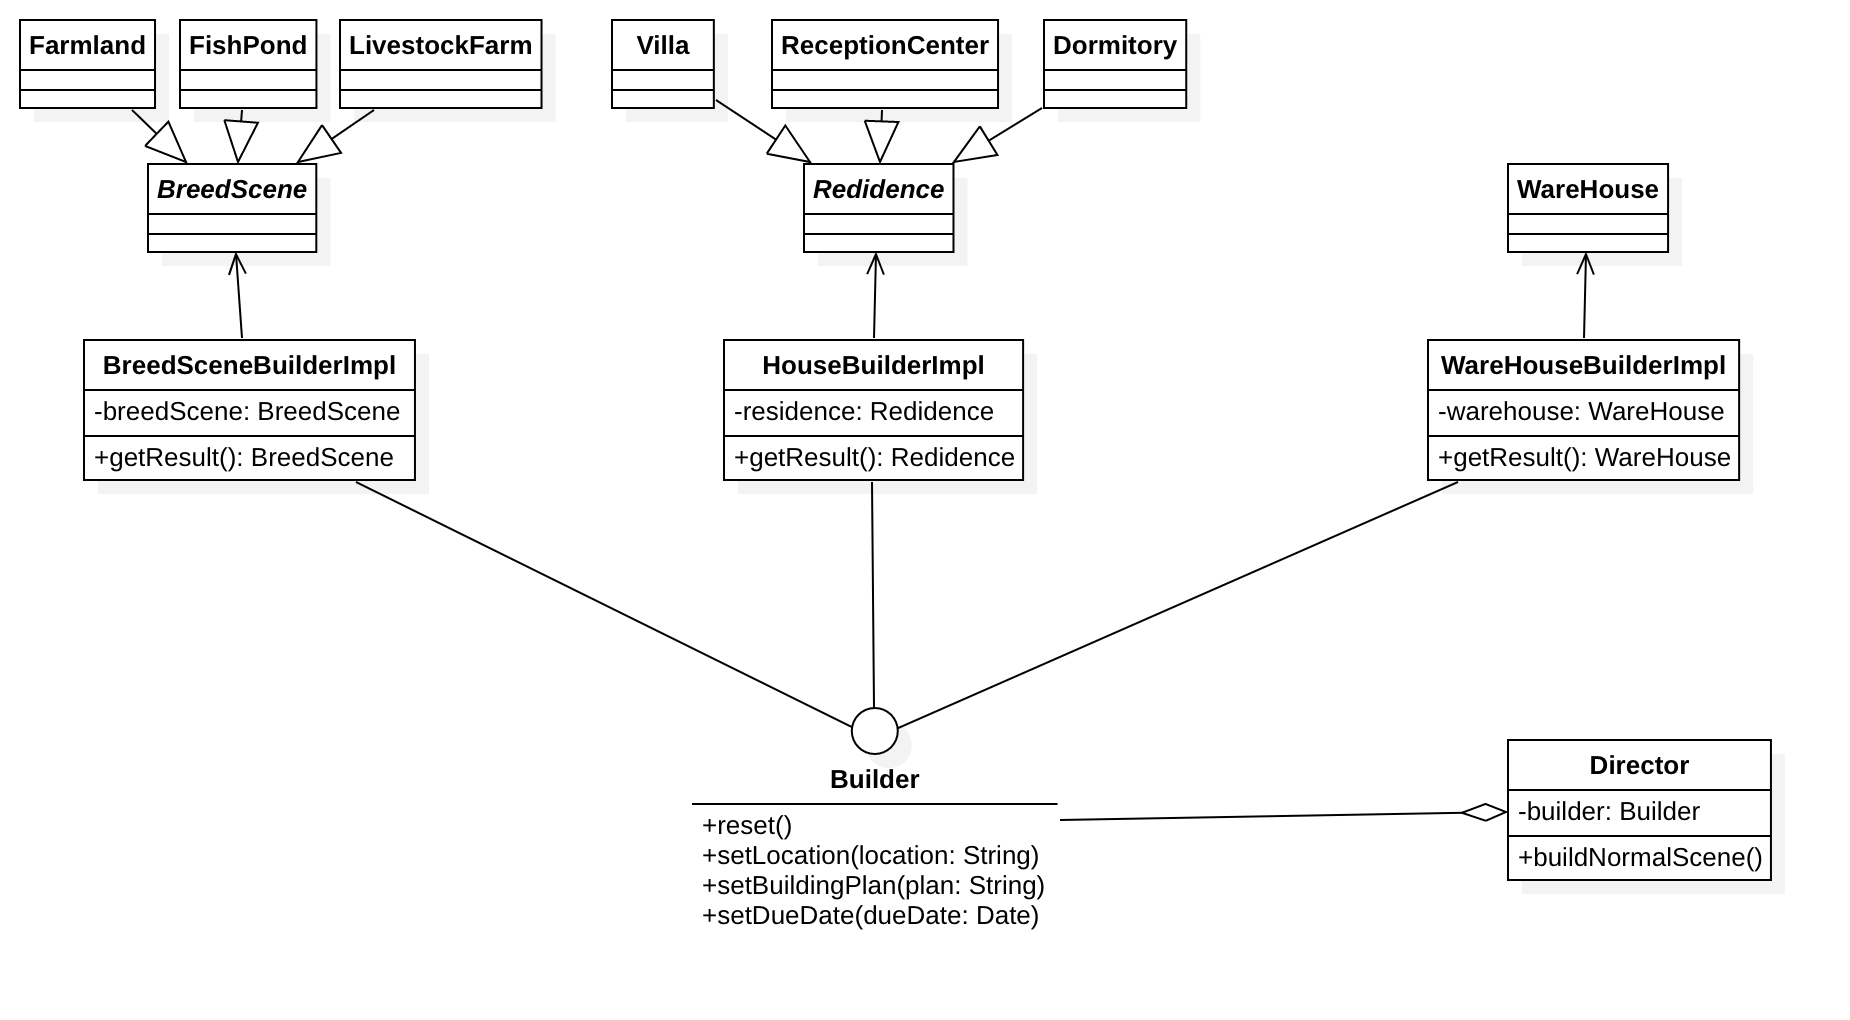 Farmland
FishPond
LivestockFarm
Villa
ReceptionCenter
Dormitory
BreedScene
Redidence
WareHouse
BreedSceneBuilderImpl
-breedScene: BreedScene
+getResult(): BreedScene
HouseBuilderImpl
-residence: Redidence
+getResult(): Redidence
WareHouseBuilderImpl
-warehouse: WareHouse
+getResult(): WareHouse
Builder
+reset()
+setLocation(location: String)
+setBuildingPlan(plan: String)
+setDueDate(dueDate: Date)
Director
-builder: Builder
+buildNormalScene()